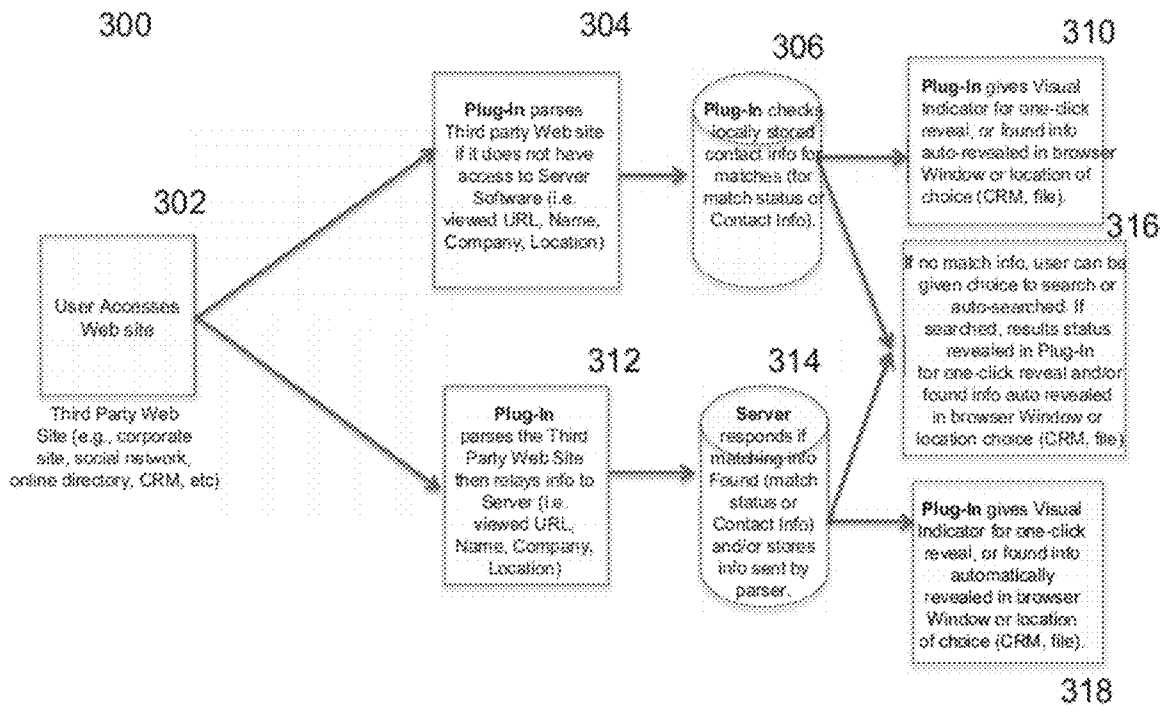 300
302
User Accesses
Web site
Third Party Web
Site (e.g., corporate
site, social network,
online directory, CRM, etc)
304
Plug-In parses
Third party Web site
if it does not have
access to Server
Software (i.e.
viewed URL, Name,
Company, Location)
306
Plug-In checks
locally stored
contact info for
matches (for
match status or
Contact Info).
310
Plug-In gives Visual
Indicator for one-click
reveal, or found into
auto-revealed in browser
Window or location of
choice (CRM, file).
316
If no match info, user can be
given choice to search or
auto-searched. If
searched, results status
revealed in Plug-In
for one-click reveal and/or
found info auto revealed
in browser Window or
location choice (CRM, file)
312
Plug-In
parses the Third
Party Web Site
then relays info to
Server (i.e.
viewed URL,
Name, Company,
Location)
314
Server
responds if
matching info
Found (match
status or
Contact Info)
and/or stores
info sent by
parser.
Plug-In gives Visual
Indicator for one-click
reveal, or found into
automatically
revealed in browser
Window or location
of choice (CRM, file).
318